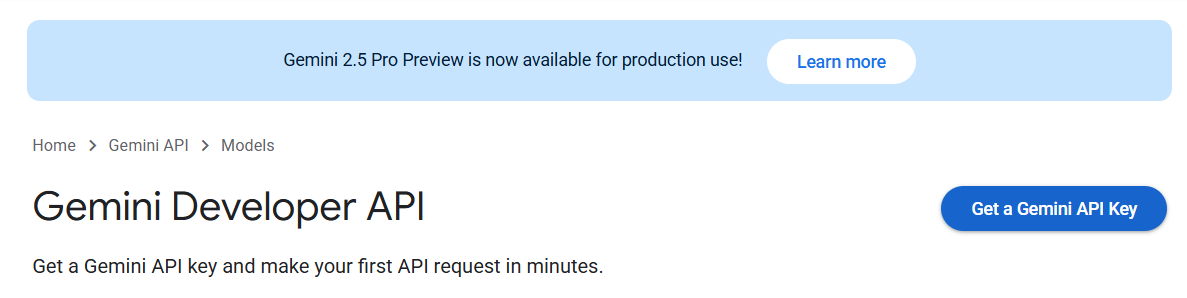 Gemini 2.5 Pro Preview is now available for production use! Learn more
Home > Gemini API > Models
Gemini Developer API
Get a Gemini API Key
Get a Gemini API key and make your first API request in minutes.